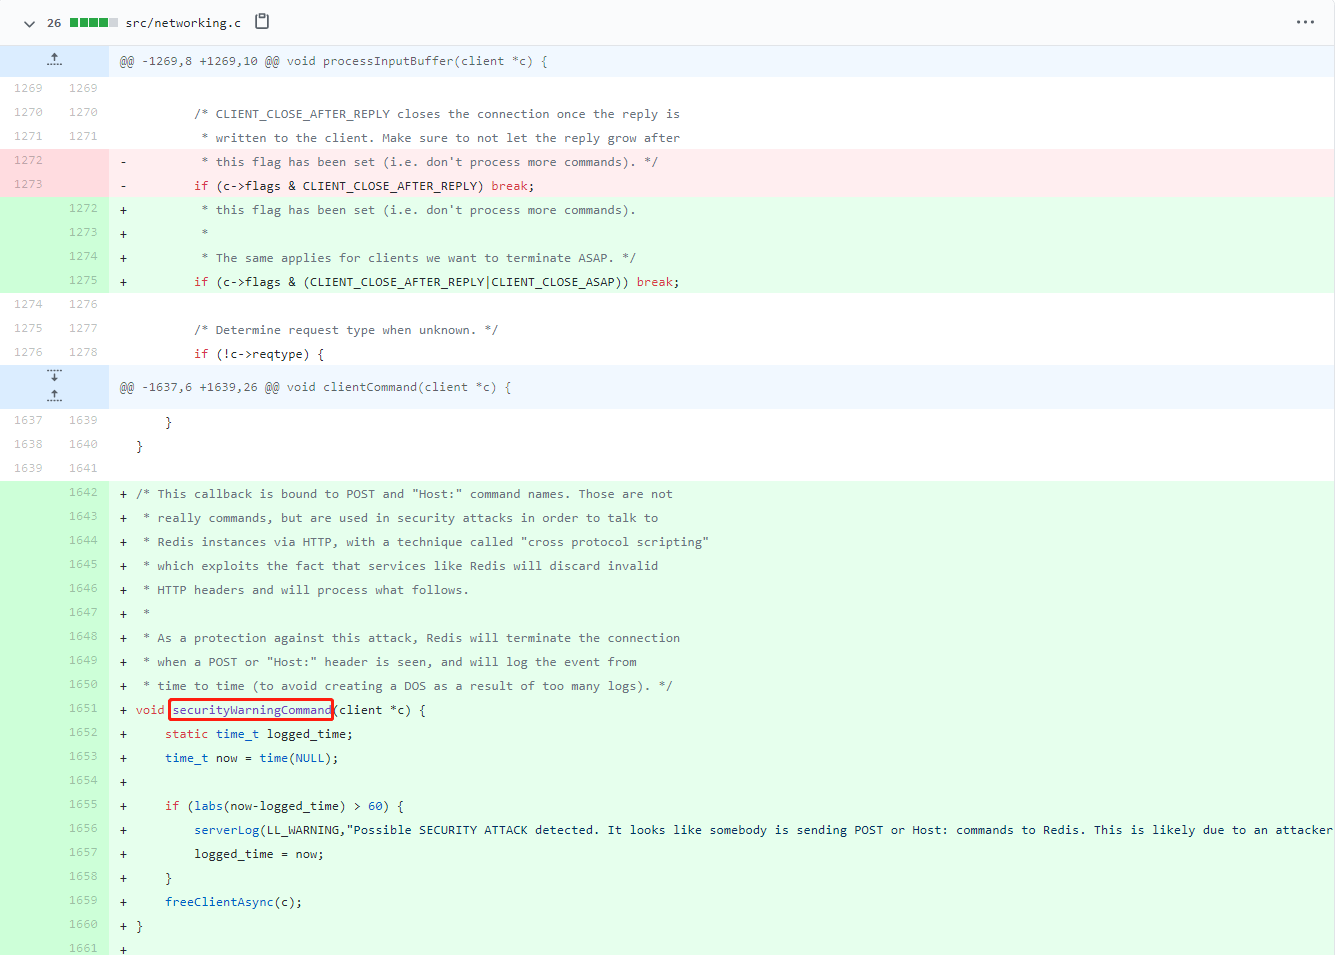 26 src/networking.c
@@ -1269,8 +1269,10 @@ void processInputBuffer(client *c) {
1269 1269
1270 1270 /* CLIENT_CLOSE_AFTER_REPLY closes the connection once the reply is
1271 1271 * written to the client. Make sure to not let the reply grow after
1272 - * this flag has been set (i.e. don't process more commands). */
1273 - if (c->flags & CLIENT_CLOSE_AFTER_REPLY) break;
1272 + * this flag has been set (i.e. don't process more commands).
1273 + *
1274 + * The same applies for clients we want to terminate ASAP. */
1275 + if (c->flags & (CLIENT_CLOSE_AFTER_REPLY|CLIENT_CLOSE_ASAP)) break;
1274 1276
1275 1277 /* Determine request type when unknown. */
1276 1278 if (!c->reqtype) {
@@ -1637,6 +1639,26 @@ void clientCommand(client *c) {
1637 1639 }
1638 1640 }
1639 1641
1642 + /* This callback is bound to POST and "Host:" command names. Those are not
1643 + * really commands, but are used in security attacks in order to talk to
1644 + * Redis instances via HTTP, with a technique called "cross protocol scripting"
1645 + * which exploits the fact that services like Redis will discard invalid
1646 + * HTTP headers and will process what follows.
1647 + *
1648 + * As a protection against this attack, Redis will terminate the connection
1649 + * when a POST or "Host:" header is seen, and will log the event from
1650 + * time to time (to avoid creating a DOS as a result of too many logs). */
1651 + void securityWarningCommand(client *c) {
1652 + static time_t logged_time;
1653 + time_t now = time(NULL);
1654 +
1655 + if (labs(now-logged_time) > 60) {
1656 + serverLog(LL_WARNING,"Possible SECURITY ATTACK detected. It looks like somebody is sending POST or Host: commands to Redis. This is likely due to an attacker
1657 + logged_time = now;
1658 + }
1659 + freeClientAsync(c);
1660 + }
1661 +